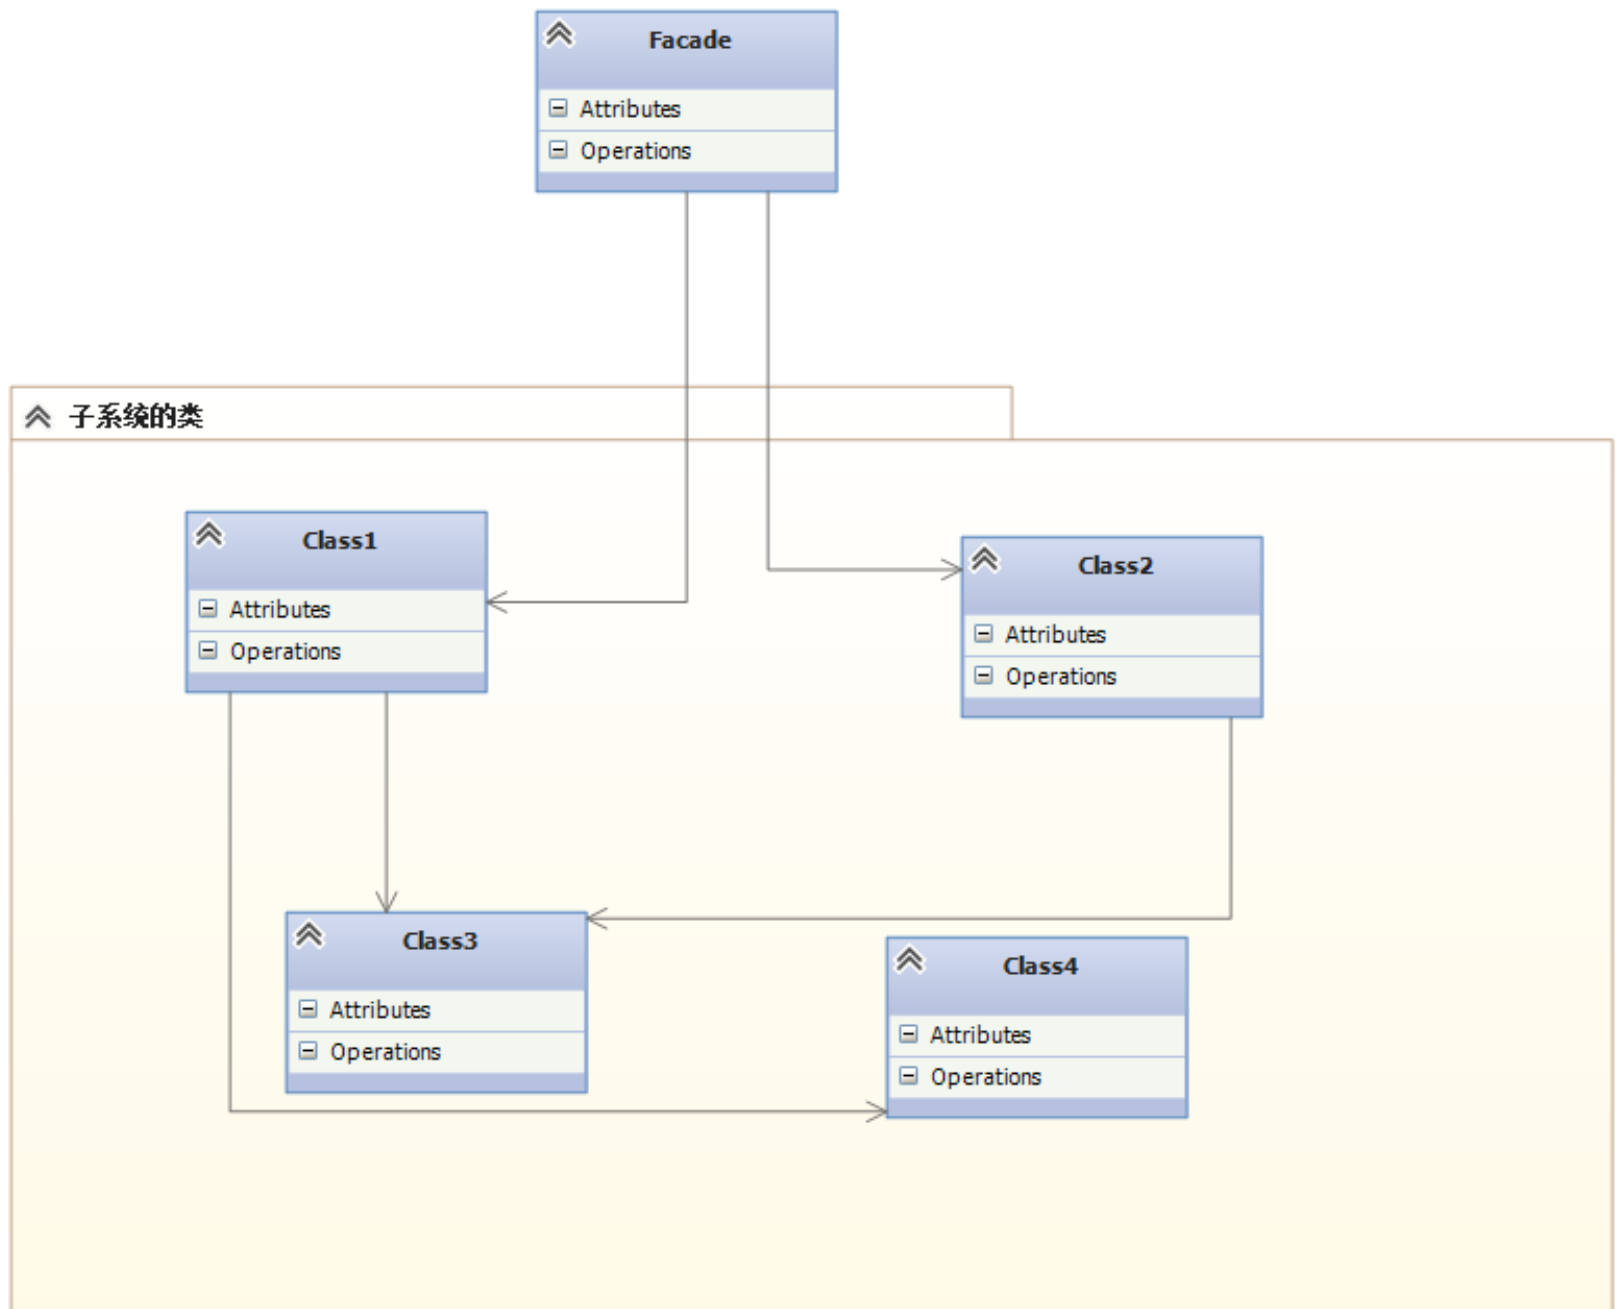 Facade
Attributes
Operations
子系统的类
Class1
Attributes
Operations
Class2
Attributes
Operations
Class3
Attributes
Operations
Class4
Attributes
Operations